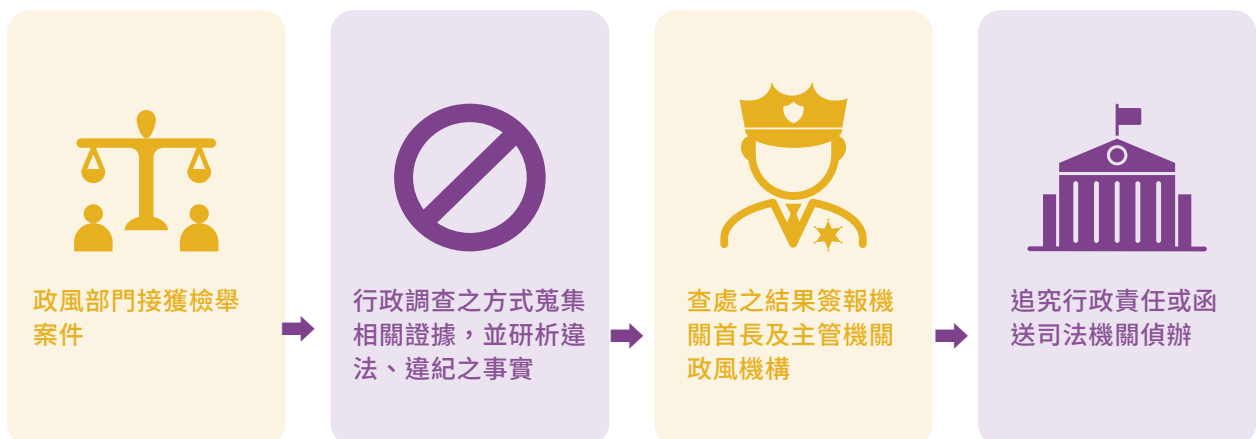 政風部門接獲檢舉
案件
行政調查之方式蒐集
相關證據，並研析違
法、違紀之事實
查處之結果簽報機
關首長及主管機關
政風機構
追究行政責任或函
送司法機關偵辦